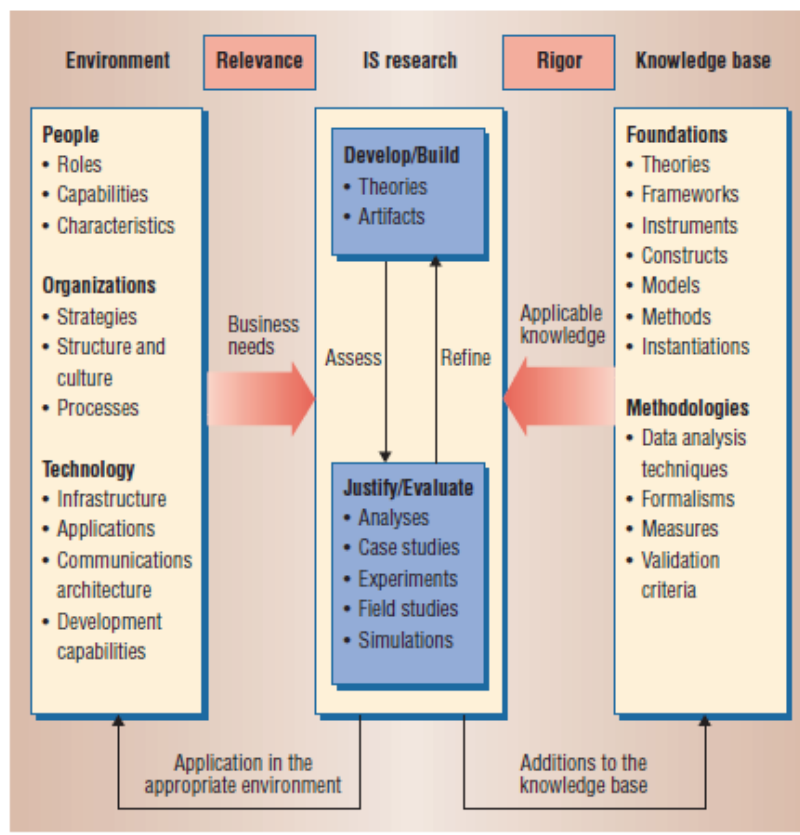 Environment
Relevance
IS research
Rigor
Knowledge base
People
• Roles
• Capabilities
• Characteristics
Organizations
• Strategies
• Structure and
culture
• Processes
Technology
• Infrastructure
• Applications
• Communications
architecture
• Development
capabilities
Business
needs
Develop/Build
• Theories
• Artifacts
Assess
Refine
Justify/Evaluate
• Analyses
• Case studies
• Experiments
• Field studies
• Simulations
Applicable
knowledge
Foundations
• Theories
• Frameworks
• Instruments
• Constructs
• Models
• Methods
• Instantiations
Methodologies
• Data analysis
techniques
• Formalisms
• Measures
• Validation
criteria
Application in the
appropriate environment
Additions to the
knowledge base